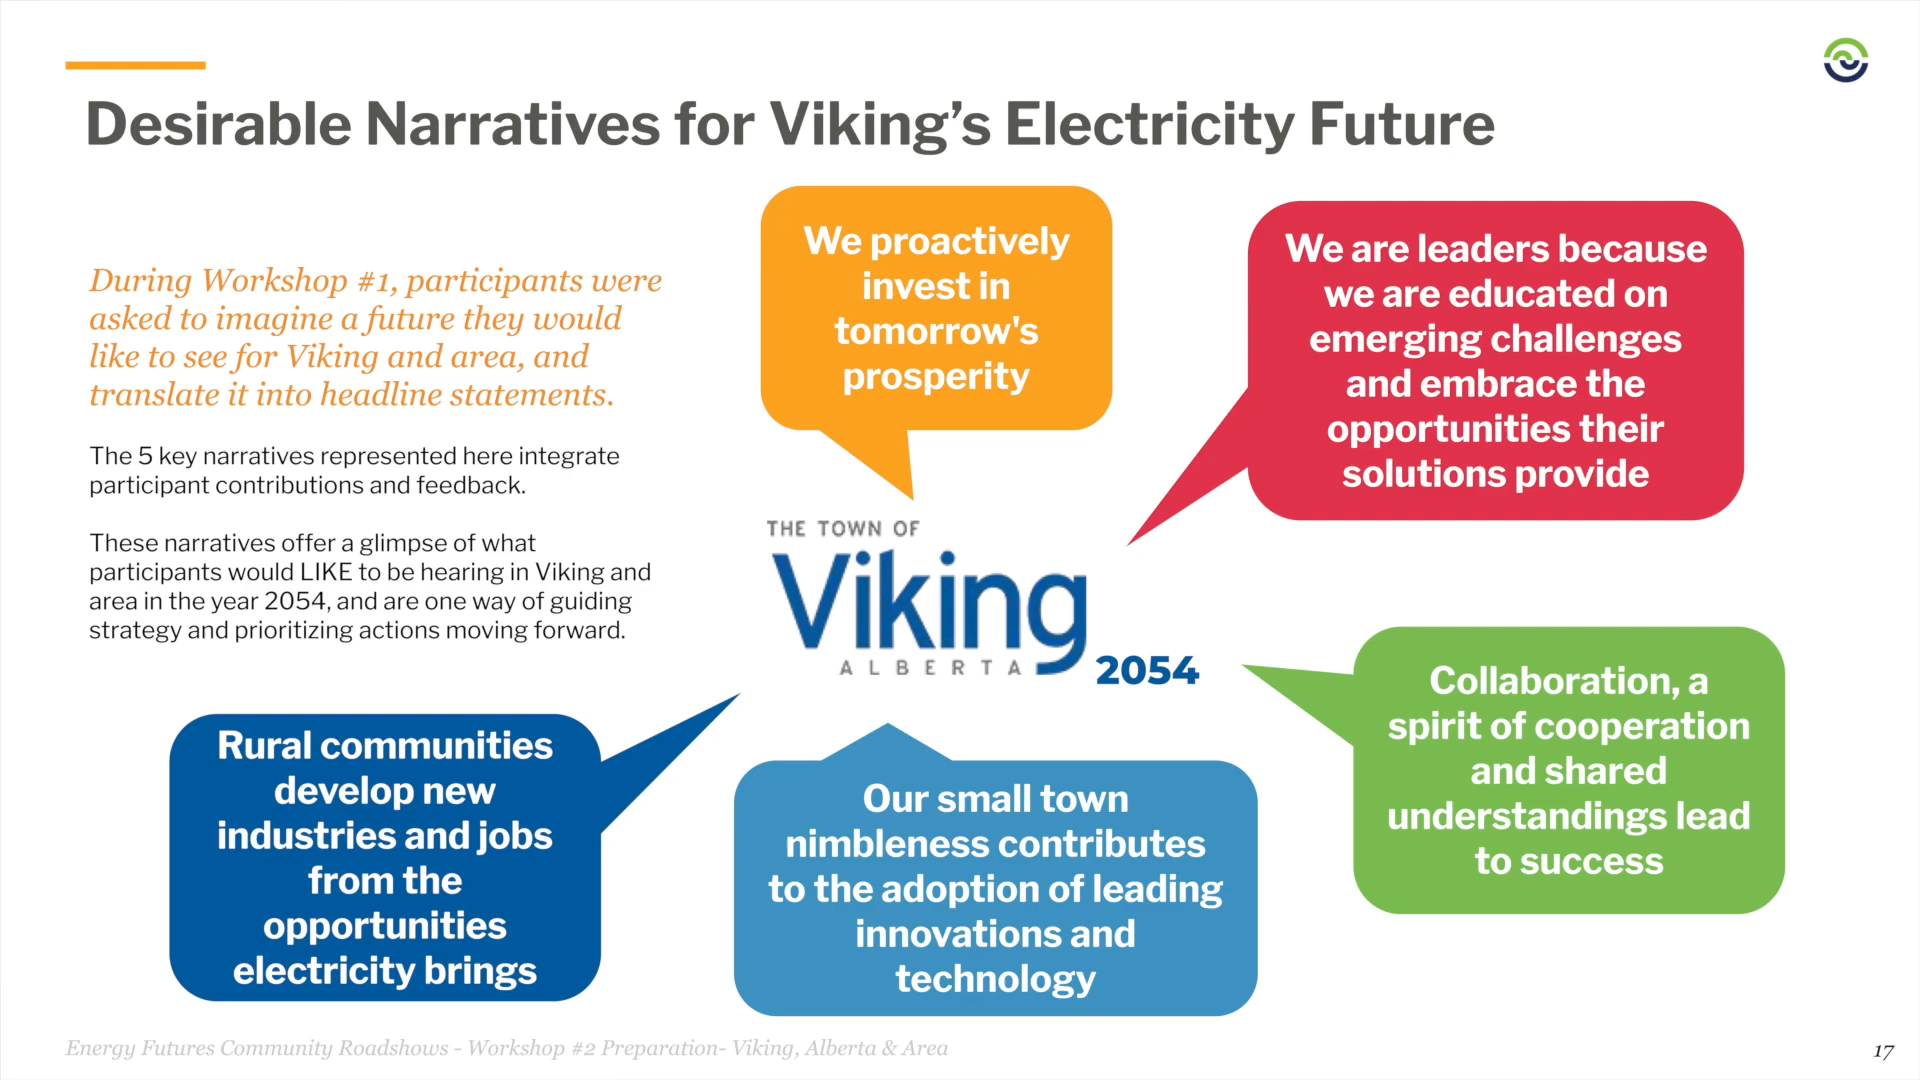 Desirable Narratives for Viking’s Electricity Future
During Workshop #1, participants were
asked to imagine a future they would
like to see for Viking and area, and
translate it into headline statements.
The 5 key narratives represented here integrate
participant contributions and feedback.
These narratives offer a glimpse of what
participants would LIKE to be hearing in Viking and
area in the year 2054, and are one way of guiding
strategy and prioritizing actions moving forward.
We proactively
invest in
tomorrow's
prosperity
We are leaders because
we are educated on
emerging challenges
and embrace the
opportunities their
solutions provide
THE TOWN OF
Viking
ALBERTA
2054
Rural communities
develop new
industries and jobs
from the
opportunities
electricity brings
Our small town
nimbleness contributes
to the adoption of leading
innovations and
technology
Collaboration, a
spirit of cooperation
and shared
understandings lead
to success
Energy Futures Community Roadshows - Workshop #2 Preparation- Viking, Alberta & Area
17